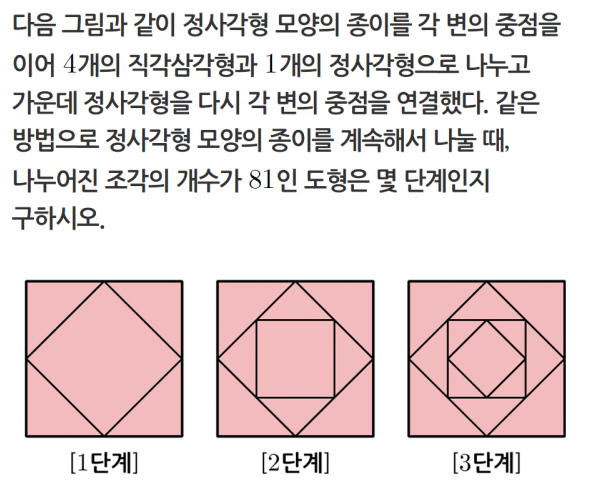 다음 그림과 같이 정사각형 모양의 종이를 각 변의 중점을
이어 4개의 직각삼각형과 1개의 정사각형으로 나누고
가운데 정사각형을 다시 각 변의 중점을 연결했다. 같은
방법으로 정사각형 모양의 종이를 계속해서 나눌 때,
나누어진 조각의 개수가 81인 도형은 몇 단계인지
구하시오.
[1단계] [2단계] [3단계]